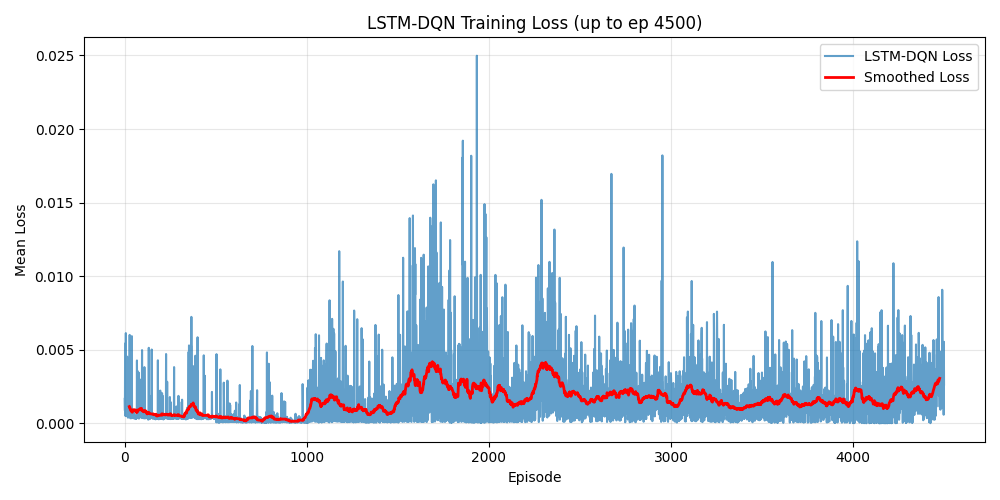 LSTM-DQN Training Loss (up to ep 4500)
LSTM-DQN Loss
Smoothed Loss
Mean Loss
0.025
0.020
0.015
0.010
0.005
0.000
0 1000 2000 3000 4000
Episode